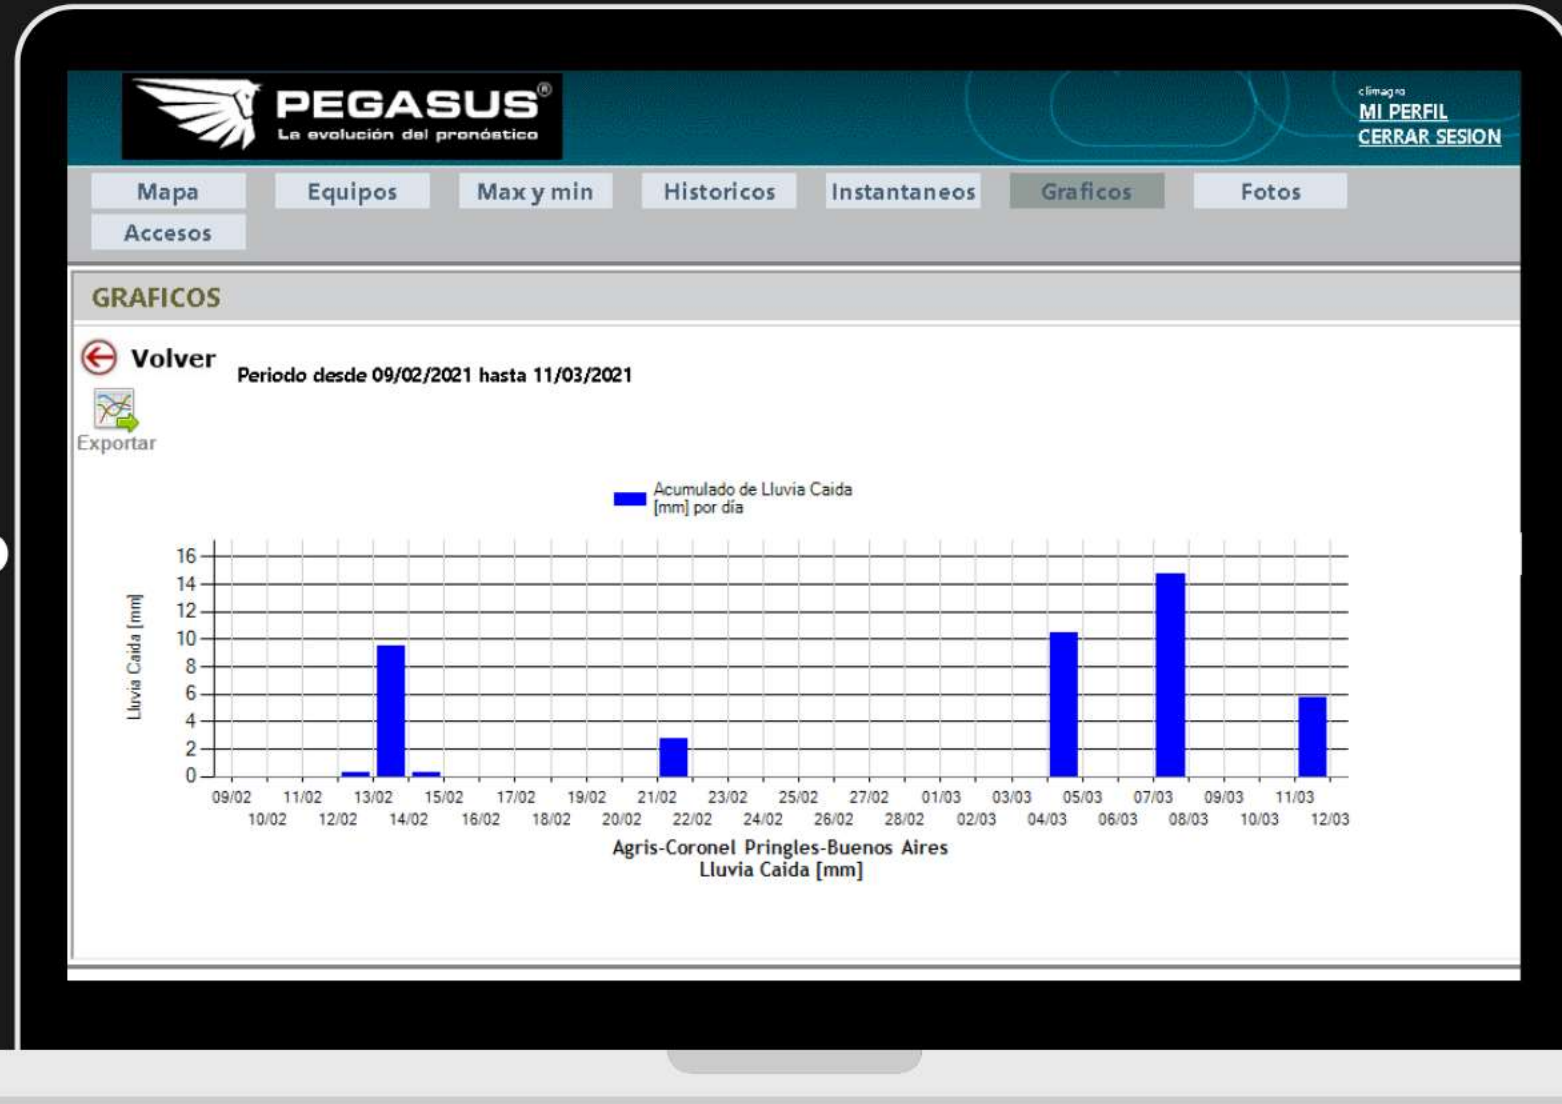 PEGASUS®
La evolución del pronóstico
climagro
MI PERFIL
CERRAR SESION
Mapa Equipos Max y min Historicos Instantaneos Graficos Fotos
Accesos
GRAFICOS
Volver
Periodo desde 09/02/2021 hasta 11/03/2021
Exportar
Acumulado de Lluvia Caida
[mm] por día
Lluvia Caida [mm]
16
14
12
10
8
6
4
2
0
09/02 11/02 13/02 15/02 17/02 19/02 21/02 23/02 25/02 27/02 01/03 03/03 05/03 07/03 09/03 11/03
10/02 12/02 14/02 16/02 18/02 20/02 22/02 24/02 26/02 28/02 02/03 04/03 06/03 08/03 10/03 12/03
Agris-Coronel Pringles-Buenos Aires
Lluvia Caida [mm]